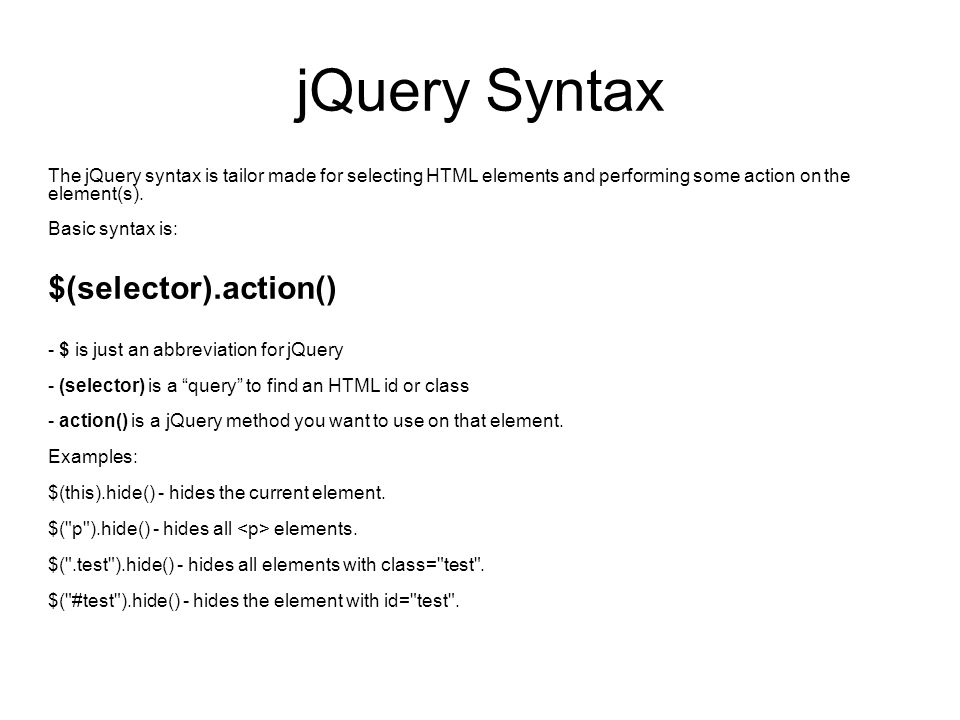 jQuery Syntax
The jQuery syntax is tailor made for selecting HTML elements and performing some action on the
element(s).
Basic syntax is:
$(selector).action()
- $ is just an abbreviation for jQuery
- (selector) is a “query” to find an HTML id or class
- action() is a jQuery method you want to use on that element.
Examples:
$(this).hide() - hides the current element.
$("p").hide() - hides all <p> elements.
$(".test").hide() - hides all elements with class="test".
$("#test").hide() - hides the element with id="test".